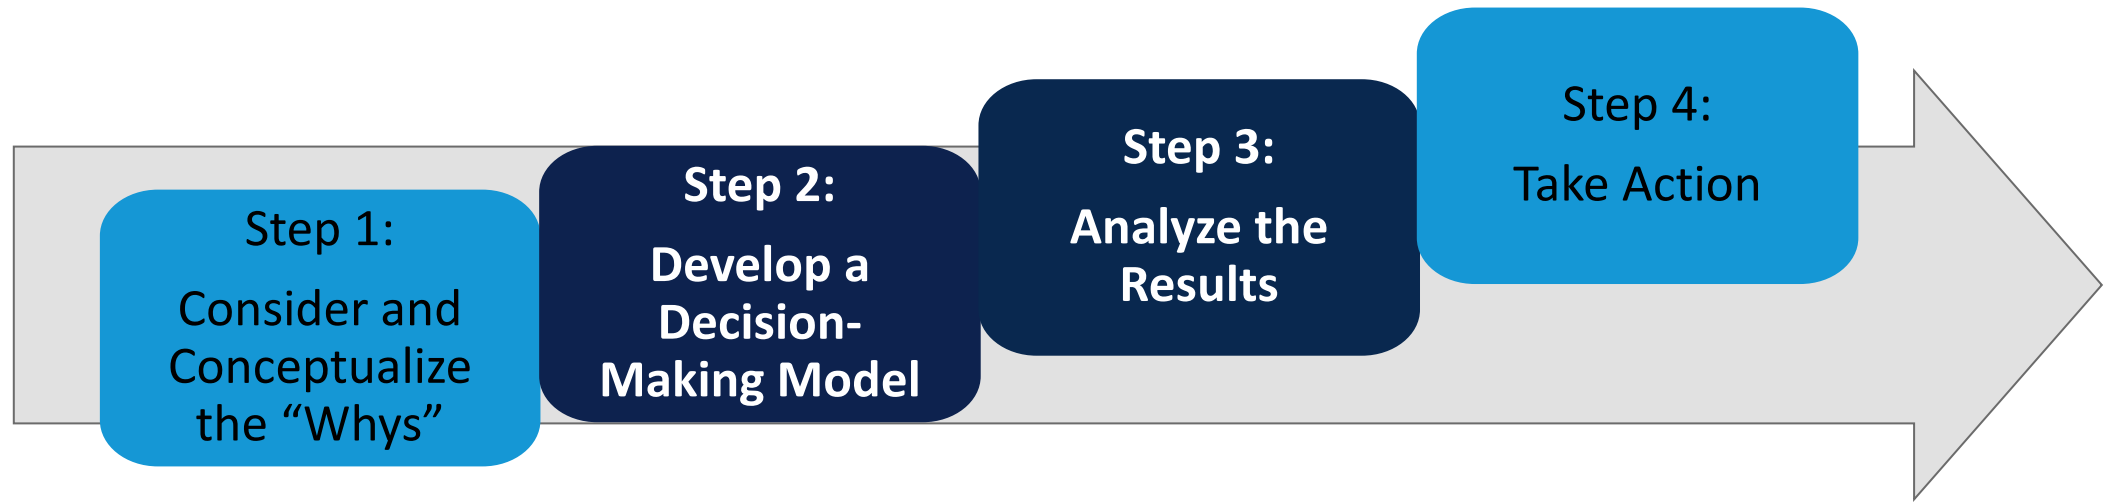 Step 1:
Consider and
Conceptualize
the “Whys”
Step 2:
Develop a
Decision-
Making Model
Step 3:
Analyze the
Results
Step 4:
Take Action